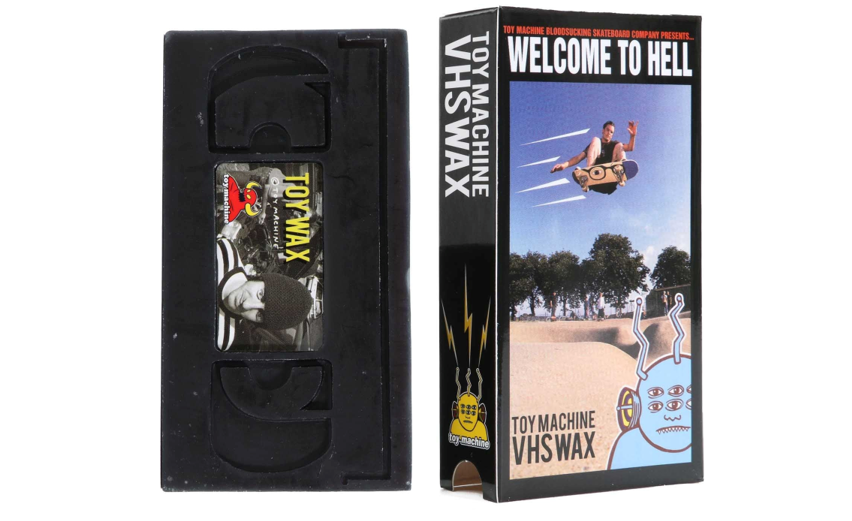 TOY WAX
TOY MACHINE
toy machine
TOY MACHINE
VHS WAX
toy machine
TOY MACHINE BLOODSUCKING SKATEBOARD COMPANY PRESENTS...
WELCOME TO HELL
TOY MACHINE
VHS WAX